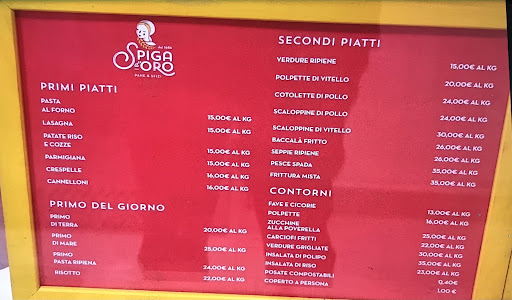 dal 1986
SPIGA
D'ORO
PANE & SFIZI
PRIMI PIATTI
PASTA
AL FORNO 15,00€ AL KG
LASAGNA
15,00€ AL KG
PATATE RISO
E COZZE 15,00€ AL KG
PARMIGIANA 15,00€ AL KG
CRESPELLE 16,00€ AL KG
CANNELLONI 16,00€ AL KG
PRIMO DEL GIORNO
PRIMO
DI TERRA 20,00€ AL KG
PRIMO
DI MARE 25,00€ AL KG
PRIMO
PASTA RIPIENA 24,00€ AL KG
RISOTTO 22,00€ AL KG
SECONDI PIATTI
VERDURE RIPIENE 15,00€ AL KG
POLPETTE DI VITELLO 20,00€ AL KG
COTOLETTE DI POLLO 24,00€ AL KG
SCALOPPINE DI POLLO 24,00€ AL KG
SCALOPPINE DI VITELLO 30,00€ AL KG
BACCALÀ FRITTO 26,00€ AL KG
SEPPIE RIPIENE 26,00€ AL KG
PESCE SPADA 35,00€ AL KG
FRITTURA MISTA 35,00€ AL KG
CONTORNI
FAVE E CICORIE 13,00€ AL KG
POLPETTE 16,00€ AL KG
ZUCCHINE
ALLA POVERELLA 25,00€ AL KG
CARCIOFI FRITTI 22,00€ AL KG
VERDURE GRIGLIATE 30,00€ AL KG
INSALATA DI POLIPO 35,00€ AL KG
INSALATA DI RISO 23,00€ AL KG
POSATE COMPOSTABILI 0,40€
COPERTO A PERSONA 1,00 €